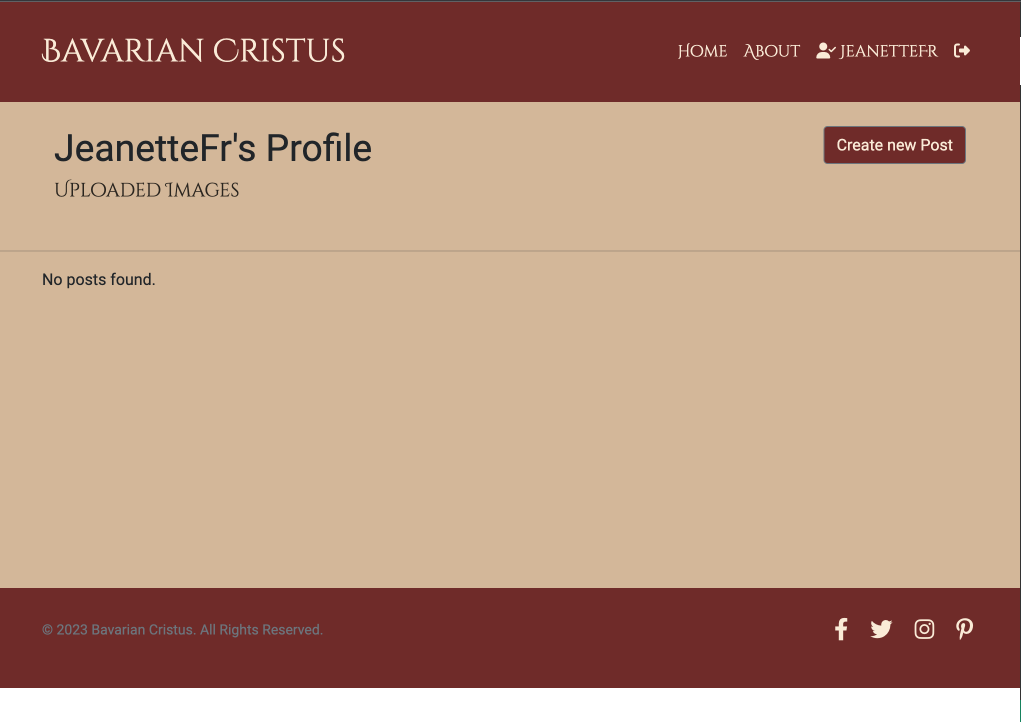 Bavarian Cristus
Home About JeanetteFr
JeanetteFr's Profile
Create new Post
Uploaded Images
No posts found.
© 2023 Bavarian Cristus. All Rights Reserved.